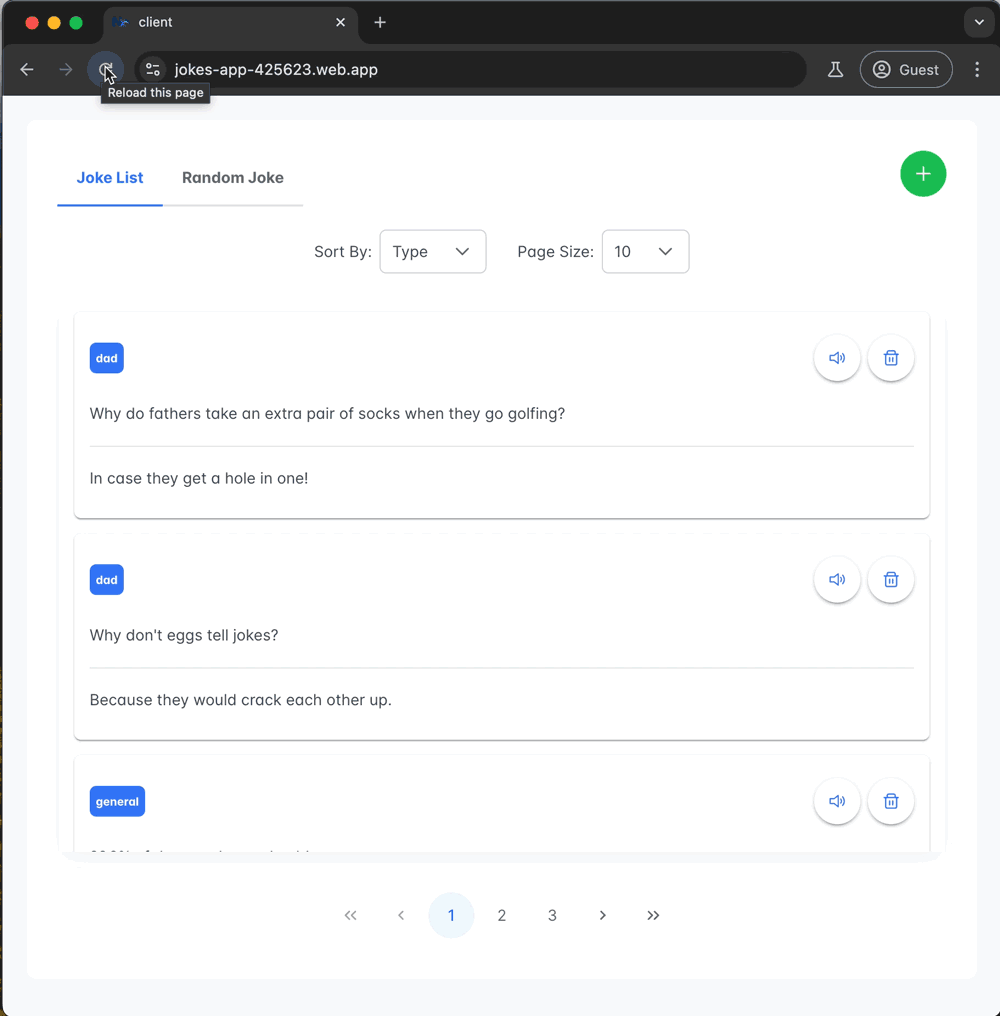 client
jokes-app-425623.web.app
Guest
Reload this page
Joke List
Random Joke
Sort By: Type
Page Size: 10
dad
Why do fathers take an extra pair of socks when they go golfing?
In case they get a hole in one!
dad
Why don't eggs tell jokes?
Because they would crack each other up.
general
1
2
3